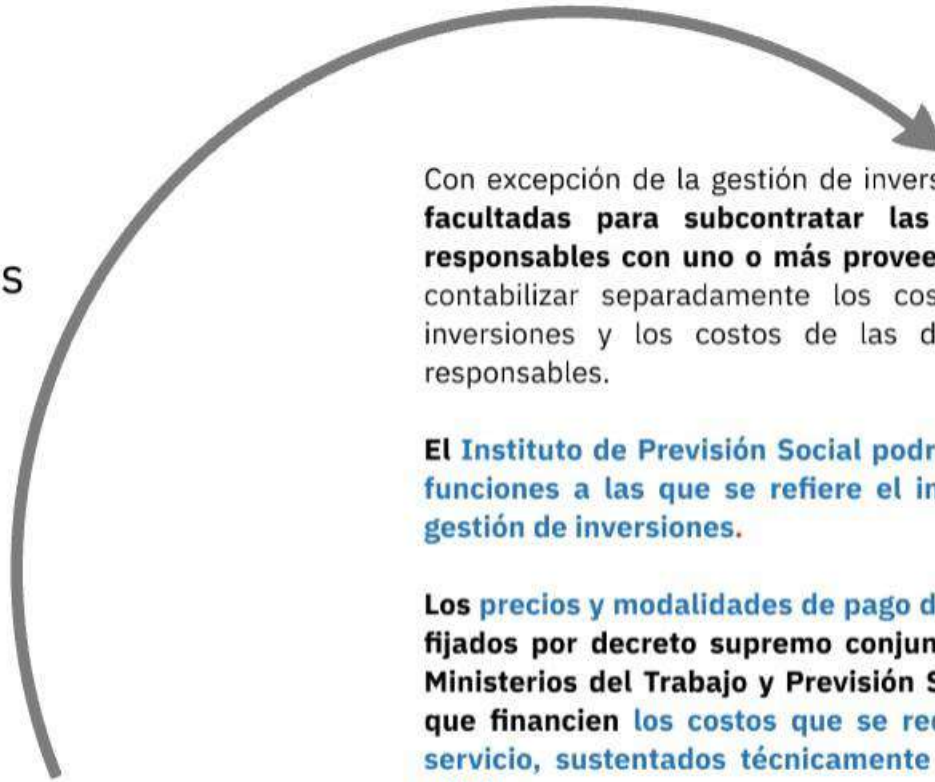 s
Con excepción de la gestión de invers
facultadas para subcontratar las
responsables con uno o más provee
contabilizar separadamente los cos
inversiones y los costos de las d
responsables.
El Instituto de Previsión Social podr
funciones a las que se refiere el in
gestión de inversiones.
Los precios y modalidades de pago d
fijados por decreto supremo conjun
Ministerios del Trabajo y Previsión S
que financien los costos que se re
servicio, sustentados técnicamente